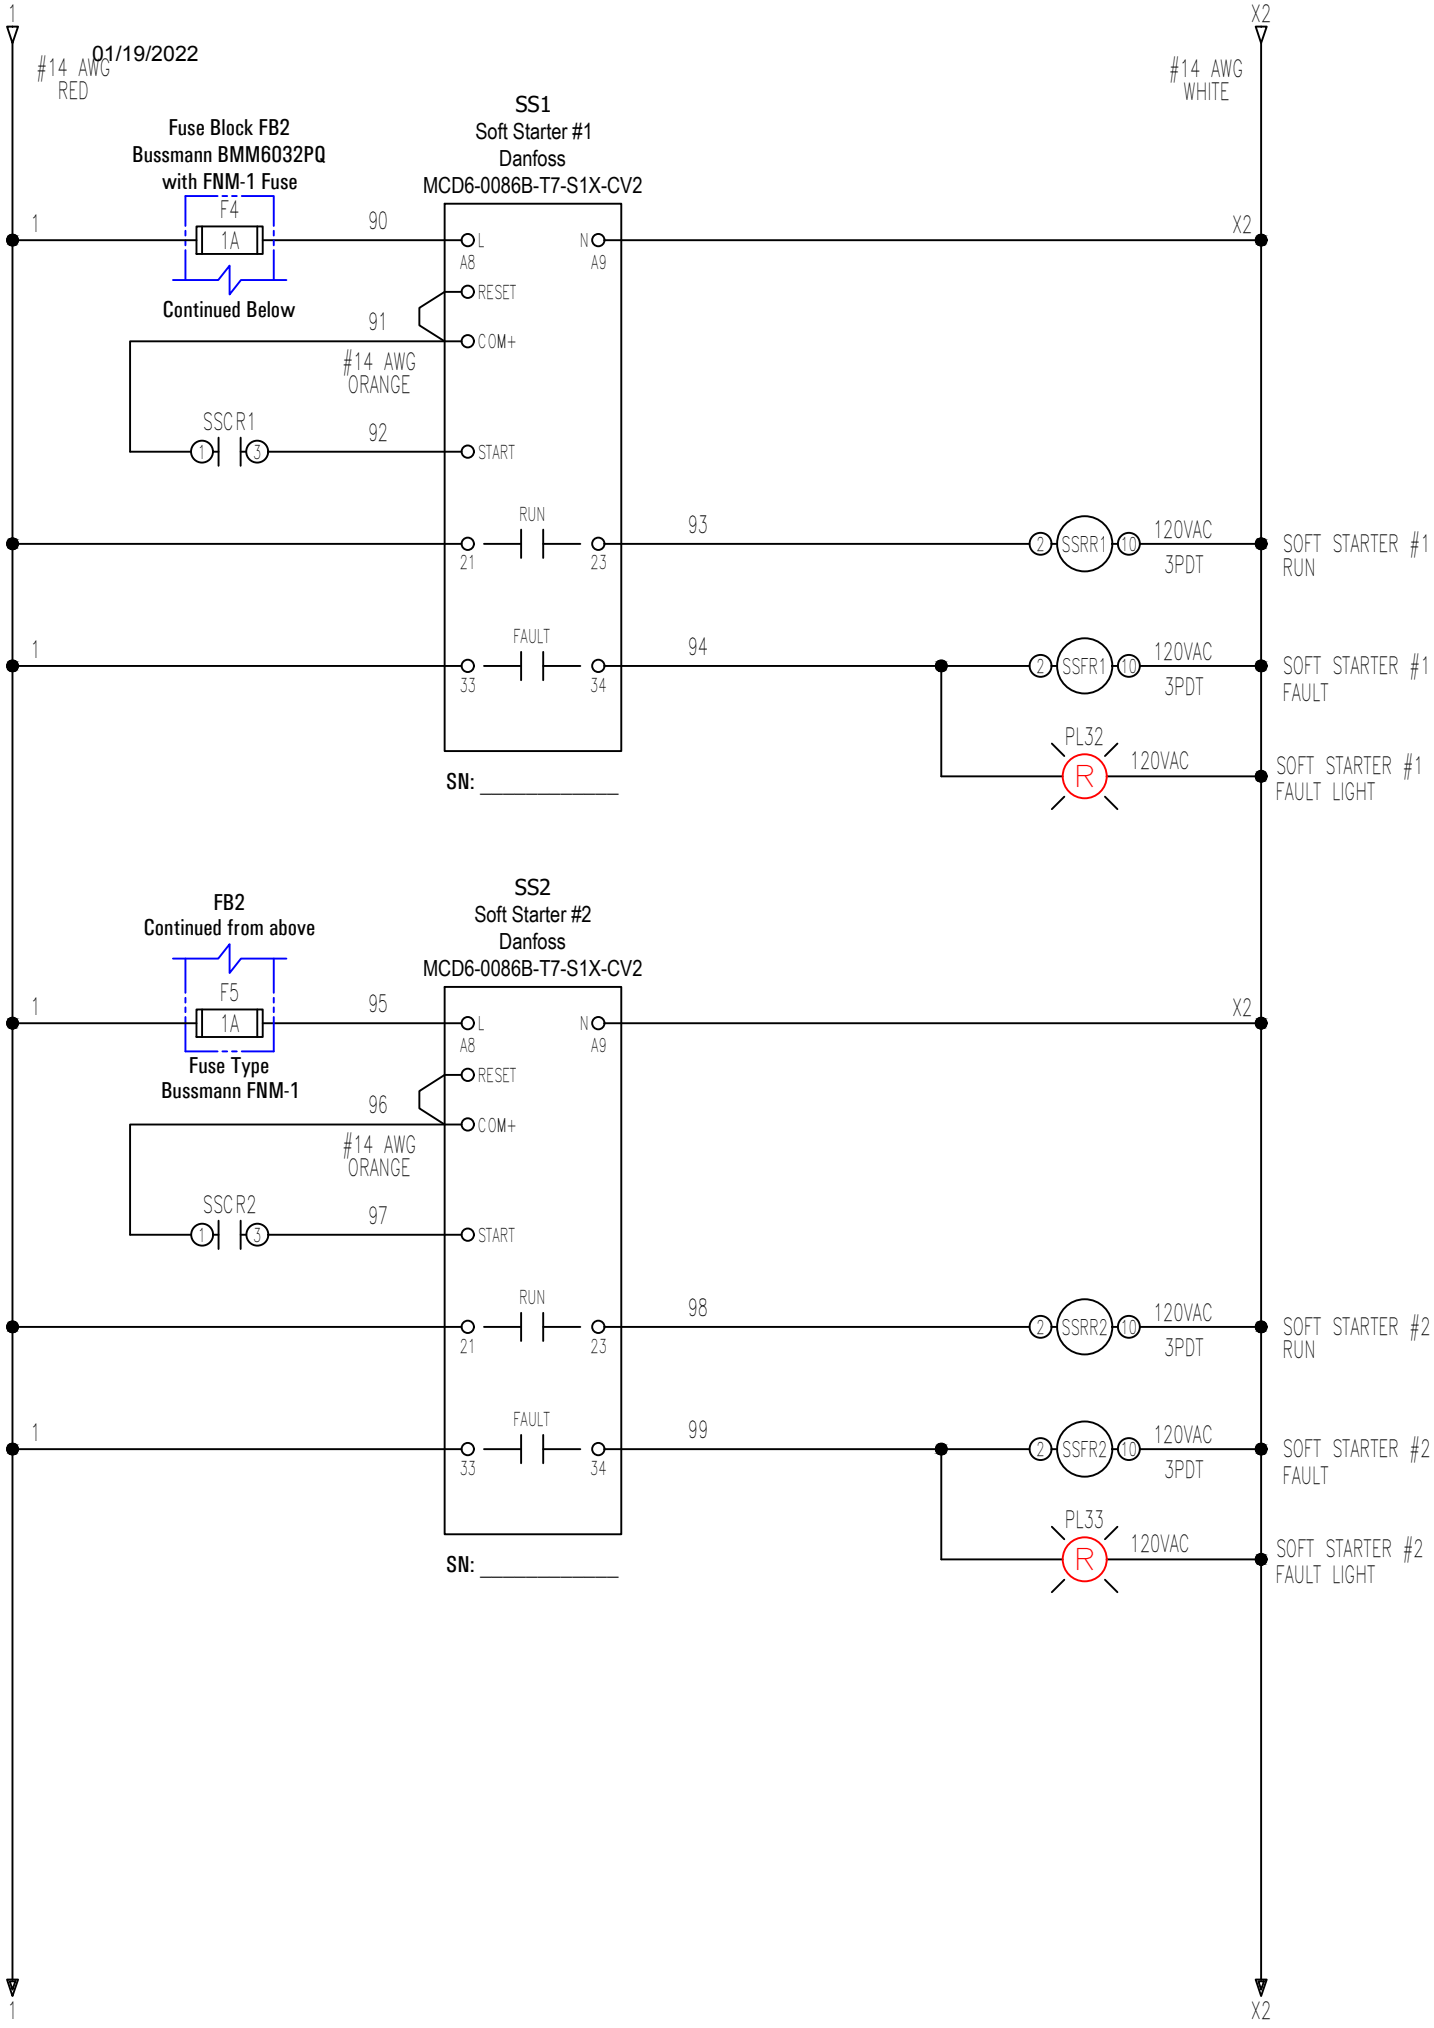 1
X2
01/19/2022
#14 AWG
RED
#14 AWG
WHITE
Fuse Block FB2
Bussmann BMM6032PQ
with FNM-1 Fuse
SS1
Soft Starter #1
Danfoss
MCD6-0086B-T7-S1X-CV2
1
F4
1A
90
L
A8
N
A9
X2
Continued Below
RESET
91
COM+
#14 AWG
ORANGE
SSCR1
1
3
92
START
RUN
21
23
93
2
SSRR1
10
120VAC
3PDT
SOFT STARTER #1
RUN
1
FAULT
33
34
94
2
SSFR1
10
120VAC
3PDT
SOFT STARTER #1
FAULT
PL32
R
120VAC
SOFT STARTER #1
FAULT LIGHT
SN: ______________
FB2
Continued from above
SS2
Soft Starter #2
Danfoss
MCD6-0086B-T7-S1X-CV2
1
F5
1A
95
L
A8
N
A9
X2
Fuse Type
Bussmann FNM-1
RESET
96
COM+
#14 AWG
ORANGE
SSCR2
1
3
97
START
RUN
21
23
98
2
SSRR2
10
120VAC
3PDT
SOFT STARTER #2
RUN
1
FAULT
33
34
99
2
SSFR2
10
120VAC
3PDT
SOFT STARTER #2
FAULT
PL33
R
120VAC
SOFT STARTER #2
FAULT LIGHT
SN: ______________
1
X2